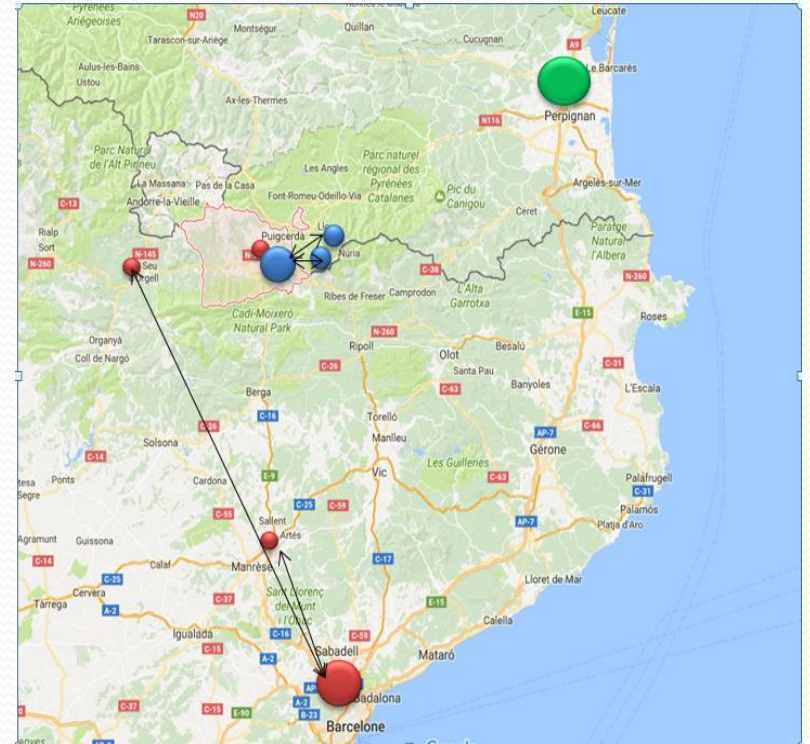 Pyrénées
Ariégeoises
N20
Montségur
Quillan
Leucate
Tarascon-sur-Ariège
Cucugnan
A9
Aulus-les-Bains
Ustou
Le Barcarès
Ax-les-Thermes
N116
Perpignan
Parc Naturel
de l'Alt Pirineu
Parc naturel
régional des
Pyrénées
Catalanes
Les Angles
La Massana
Pas de la Casa
Andorre-la-Vieille
Font-Romeu-Odeillo-Via
Pic du
Canigou
Argelès-sur-Mer
C-13
Ceret
Rialp
Sort
Puigcerdà
Paratge
Natural
l'Albera
N-260
N-145
Seu
Núria
C-38
N-260
Ribes de Freser
Camprodon
L'Alta
Garrotxa
Cadi-Moixeró
Natural Park
E-15
Roses
Organyà
Coll de Nargó
N-260
Ripoll
Olot
Besalú
C-26
Santa Pau
C-31
Berga
C-63
Banyoles
L'Escala
C-16
Torelló
C-26
C-66
Manlleu
AP-7
Solsona
Gérone
C-14
Vic
Les Guilleries
Ponts
Cardona
E-9
C-63
Palafrugell
Segre
C-25
C-59
C-31
C-55
Sallent
Palamós
Agramunt
Guissona
Artés
AP-7
Platja d'Aro
C-14
Calaf
Manrèse
C-17
C-25
Lloret de Mar
Cervera
Tàrrega
A-2
C-37
Sant Llorenç
del Munt
i l'Obac
E-15
Calella
Igualada
C-16
C-59
C-15
Sabadell
A-2
Mataró
AP
C-37
C-15
E-90
A-2
Badalona
B-23
Barcelone